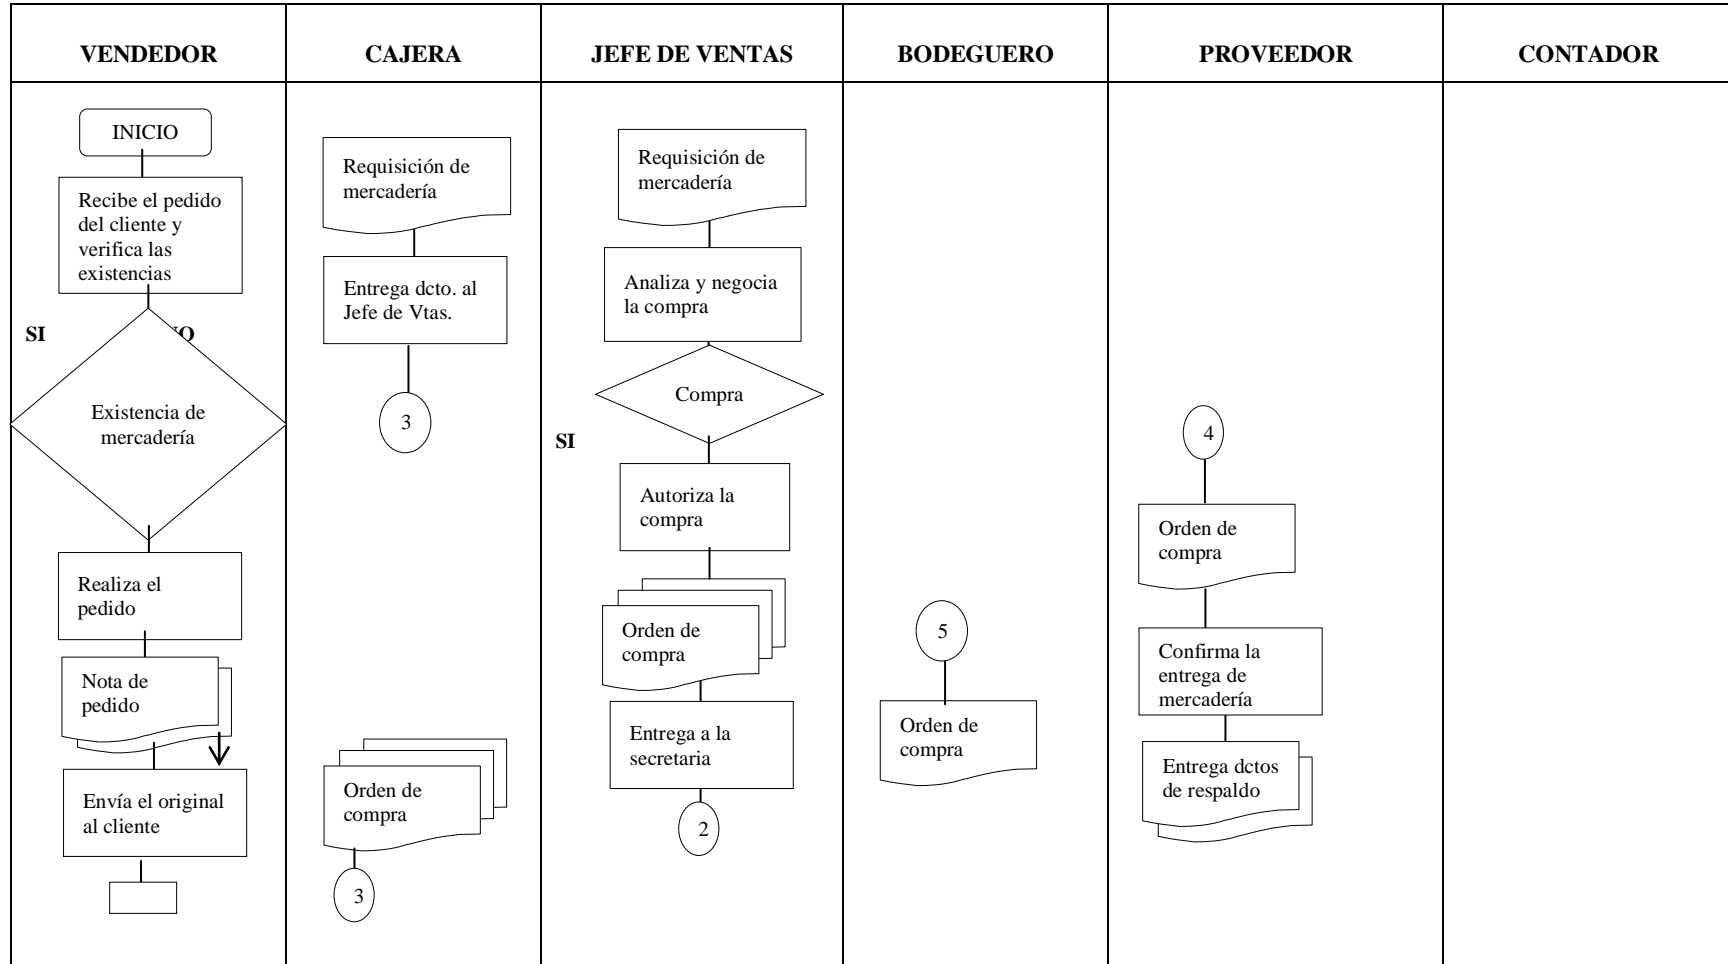 VENDEDOR
CAJERA
JEFE DE VENTAS
BODEGUERO
PROVEEDOR
CONTADOR
INICIO
Recibe el pedido
del cliente y
verifica las
existencias
SI
NO
Existencia de
mercadería
Realiza el
pedido
Nota de
pedido
Envía el original
al cliente
Requisición de
mercadería
Entrega dcto. al
Jefe de Vtas.
3
Orden de
compra
3
Requisición de
mercadería
Analiza y negocia
la compra
Compra
SI
Autoriza la
compra
Orden de
compra
Entrega a la
secretaria
2
5
Orden de
compra
4
Orden de
compra
Confirma la
entrega de
mercadería
Entrega dctos
de respaldo